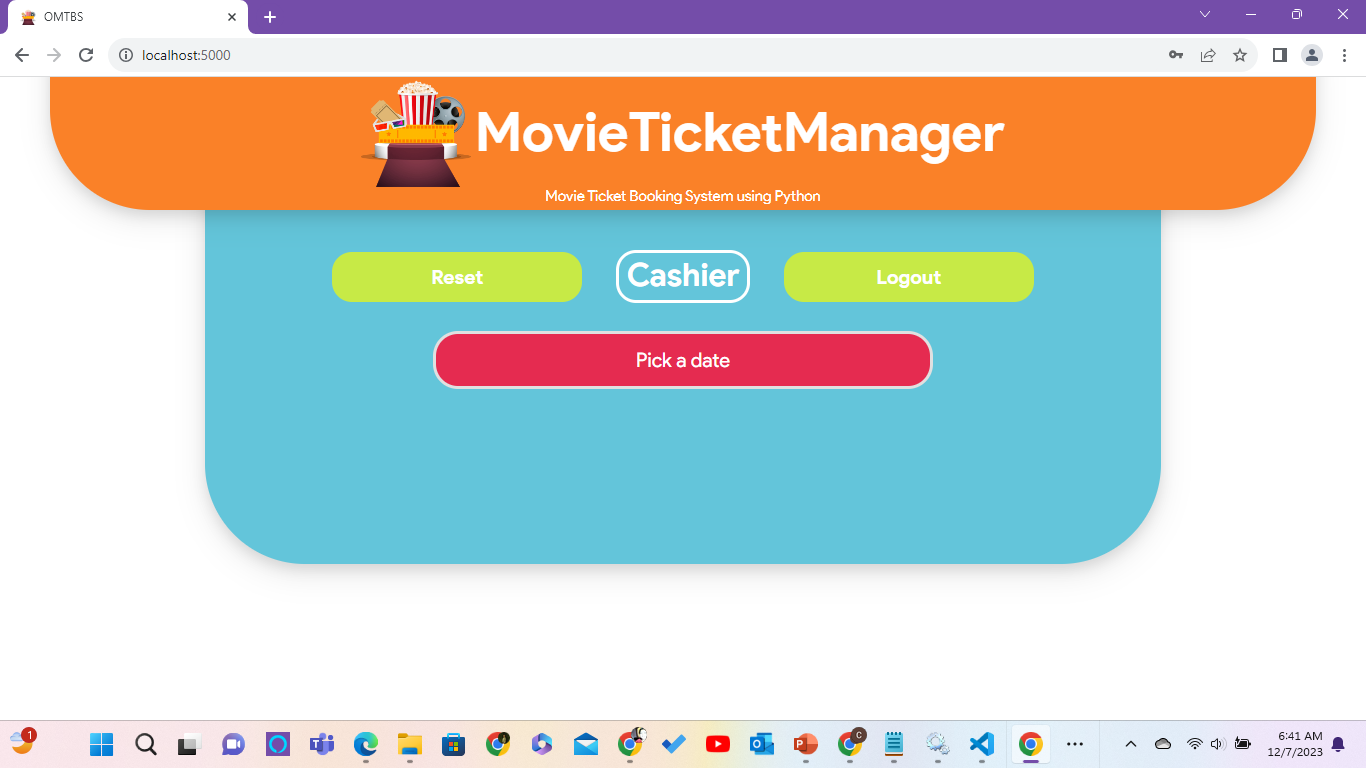 OMTBS
localhost:5000
MovieTicketManager
Movie Ticket Booking System using Python
Reset
Cashier
Logout
Pick a date
1
C
6:41 AM
12/7/2023